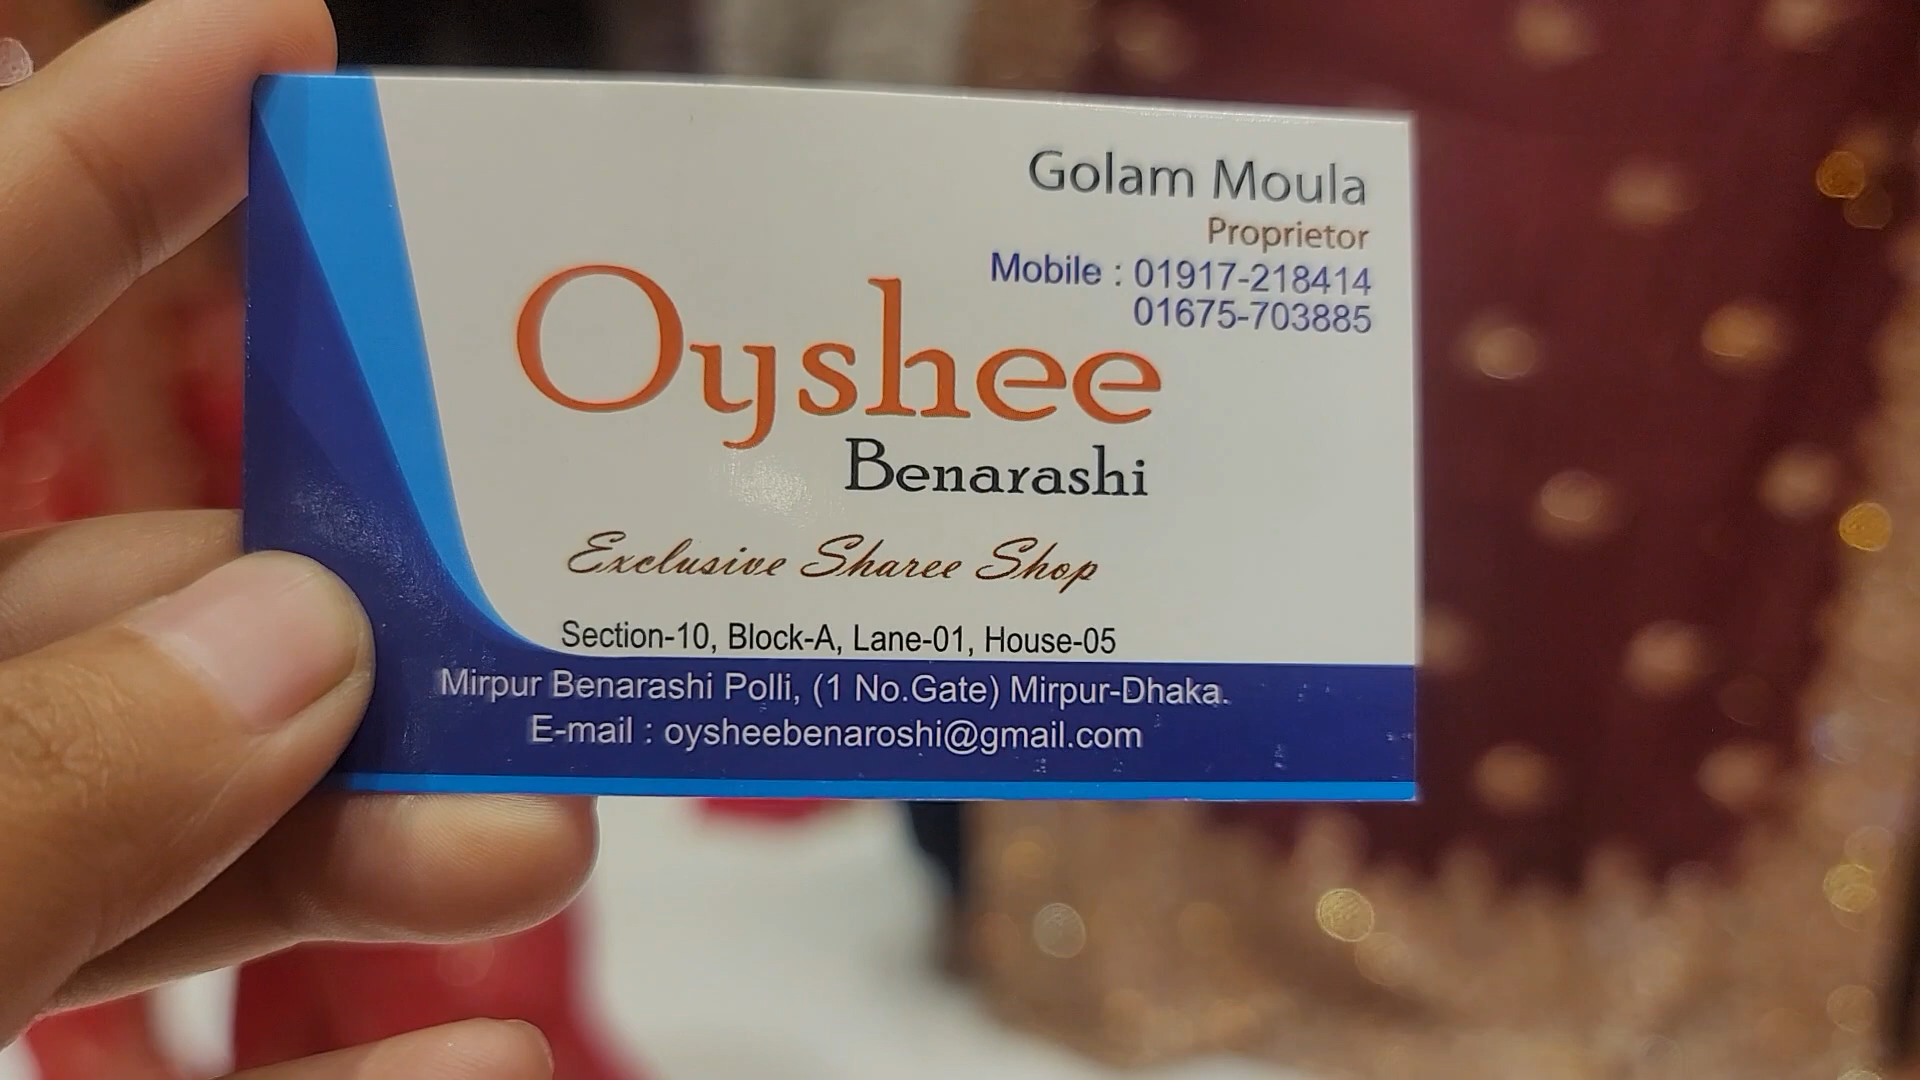 Golam Moula
Proprietor
Mobile : 01917-218414
01675-703885
Oyshee
Benarashi
Exclusive Sharee Shop
Section-10, Block-A, Lane-01, House-05
Mirpur Benarashi Polli, (1 No.Gate) Mirpur-Dhaka.
E-mail : oysheebenaroshi@gmail.com